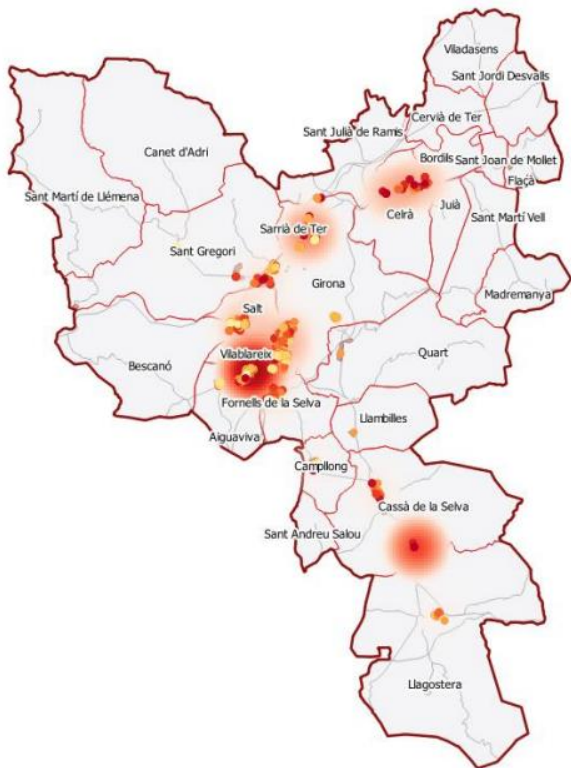 Viladasens
Sant Jordi Desvalls
Cervià de Ter
Sant Julià de Ramis
Canet d'Adri
Bordils
Sant Joan de Mollet
Flaçà
Sant Martí de Llémena
Celrà
Juià
Sant Martí Vell
Sarrià de Ter
Sant Gregori
Girona
Madremanya
Salt
Bescanó
Vilablareix
Quart
Fornells de la Selva
Llambilles
Aiguaviva
Campllong
Cassà de la Selva
Sant Andreu Salou
Llagostera